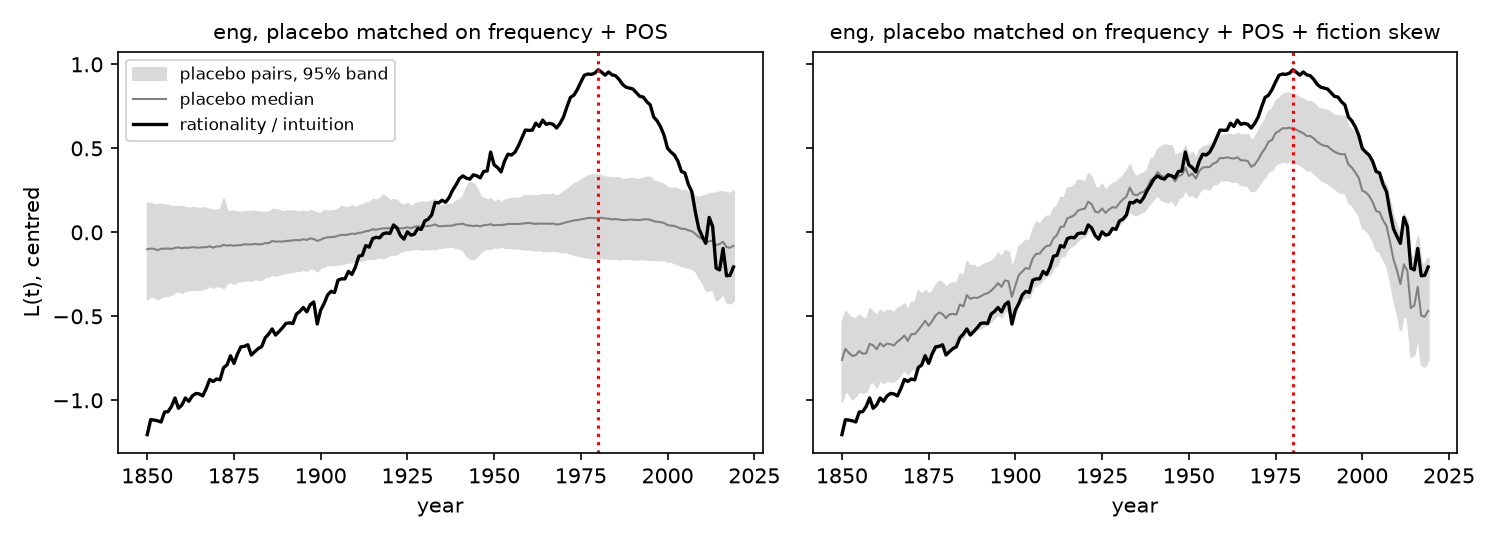 eng, placebo matched on frequency + POS
placebo pairs, 95% band
placebo median
rationality / intuition
L(t), centred
1.0
0.5
0.0
−0.5
−1.0
1850 1875 1900 1925 1950 1975 2000 2025
year
eng, placebo matched on frequency + POS + fiction skew
1850 1875 1900 1925 1950 1975 2000 2025
year